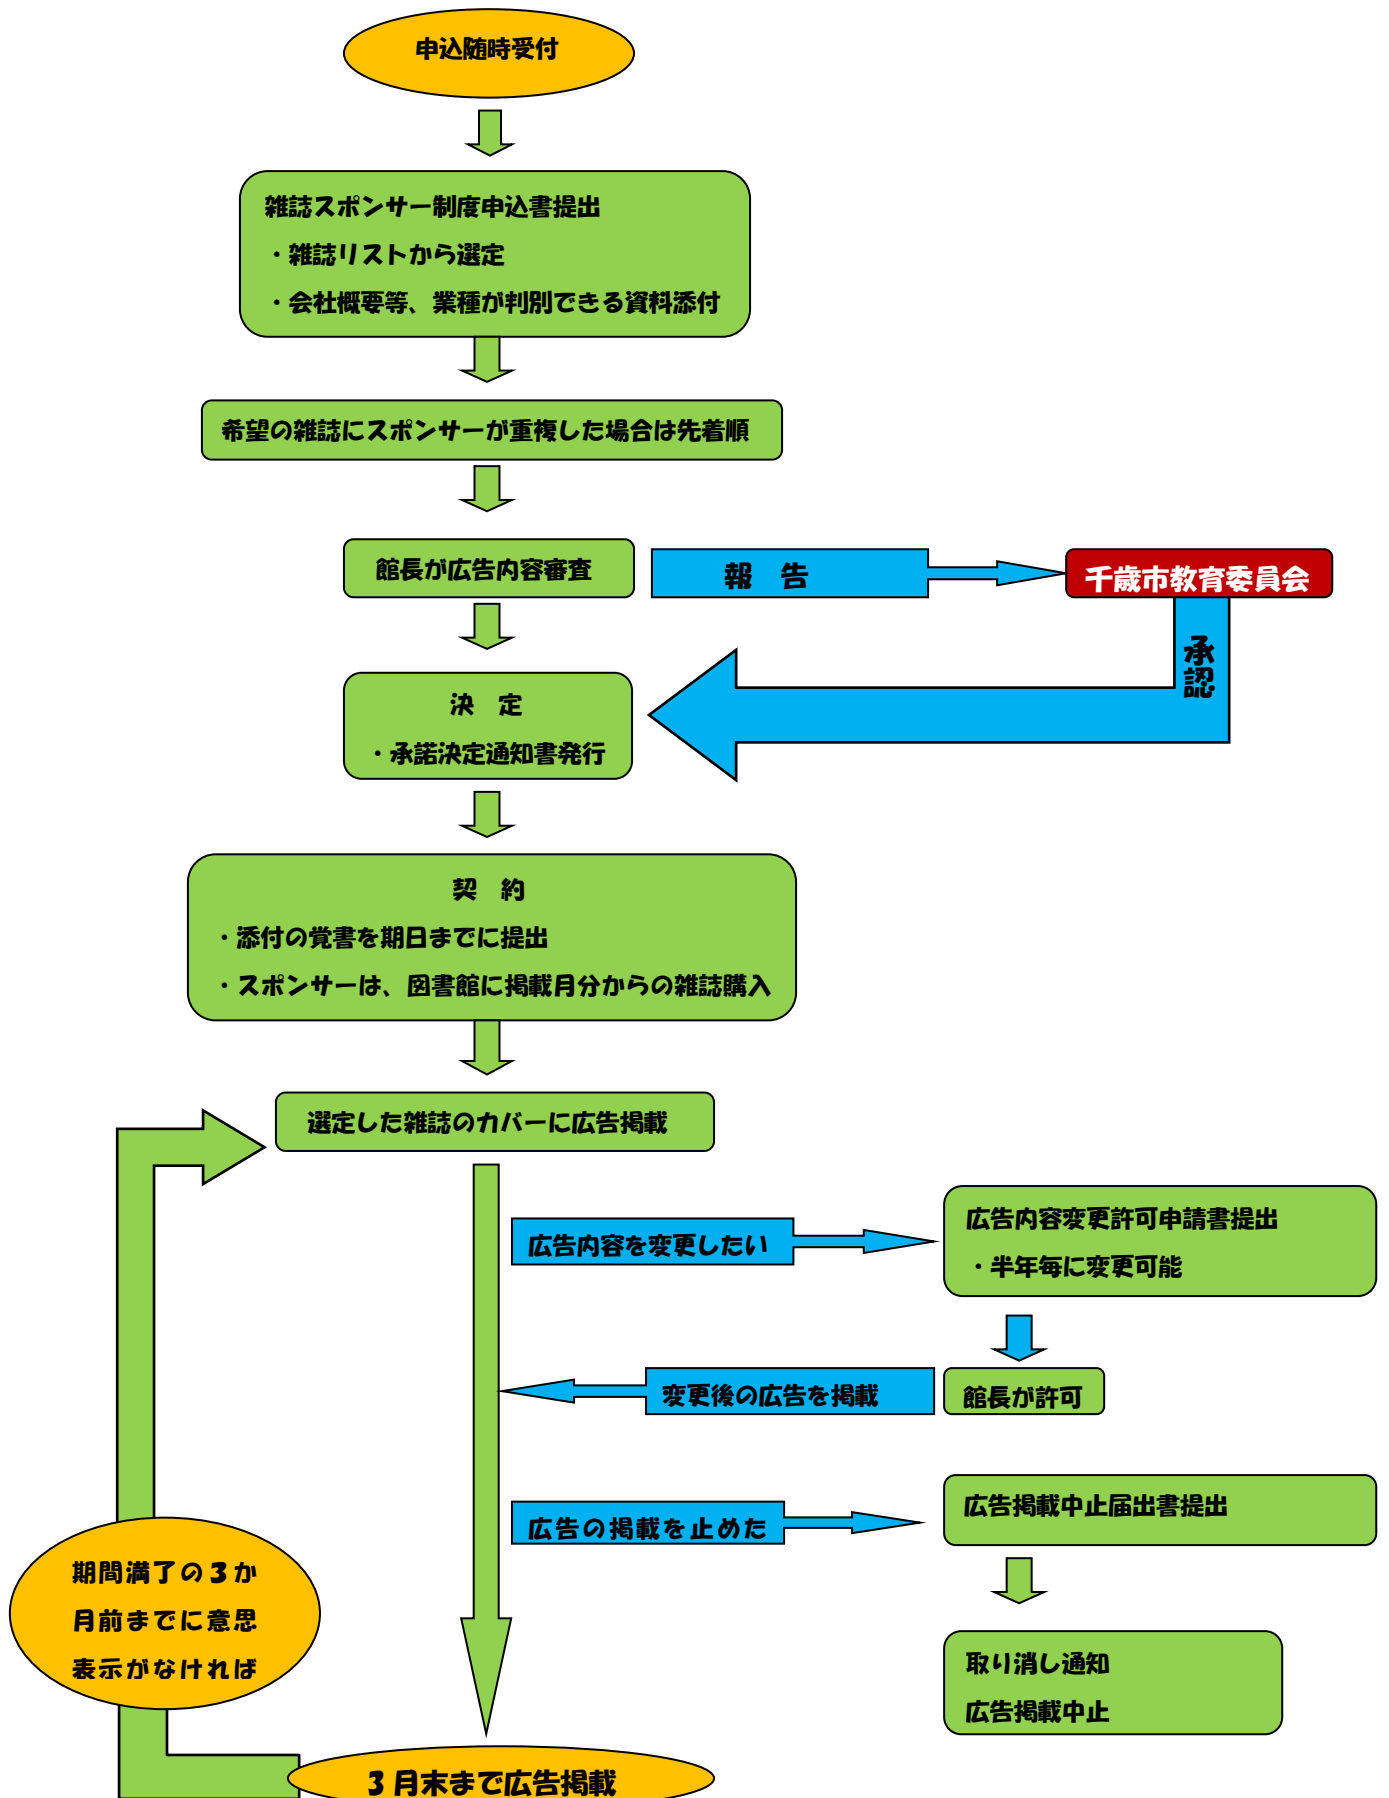 申込随時受付
雑誌スポンサー制度申込書提出
・雑誌リストから選定
・会社概要等、業種が判別できる資料添付
希望の雑誌にスポンサーが重複した場合は先着順
館長が広告内容審査
報　告
千歳市教育委員会
承認
決　定
・承諾決定通知書発行
契　約
・添付の覚書を期日までに提出
・スポンサーは、図書館に掲載月分からの雑誌購入
選定した雑誌のカバーに広告掲載
広告内容を変更したい
広告内容変更許可申請書提出
・半年毎に変更可能
変更後の広告を掲載
館長が許可
広告の掲載を止めた
広告掲載中止届出書提出
取り消し通知
広告掲載中止
期間満了の３か
月前までに意思
表示がなければ
３月末まで広告掲載